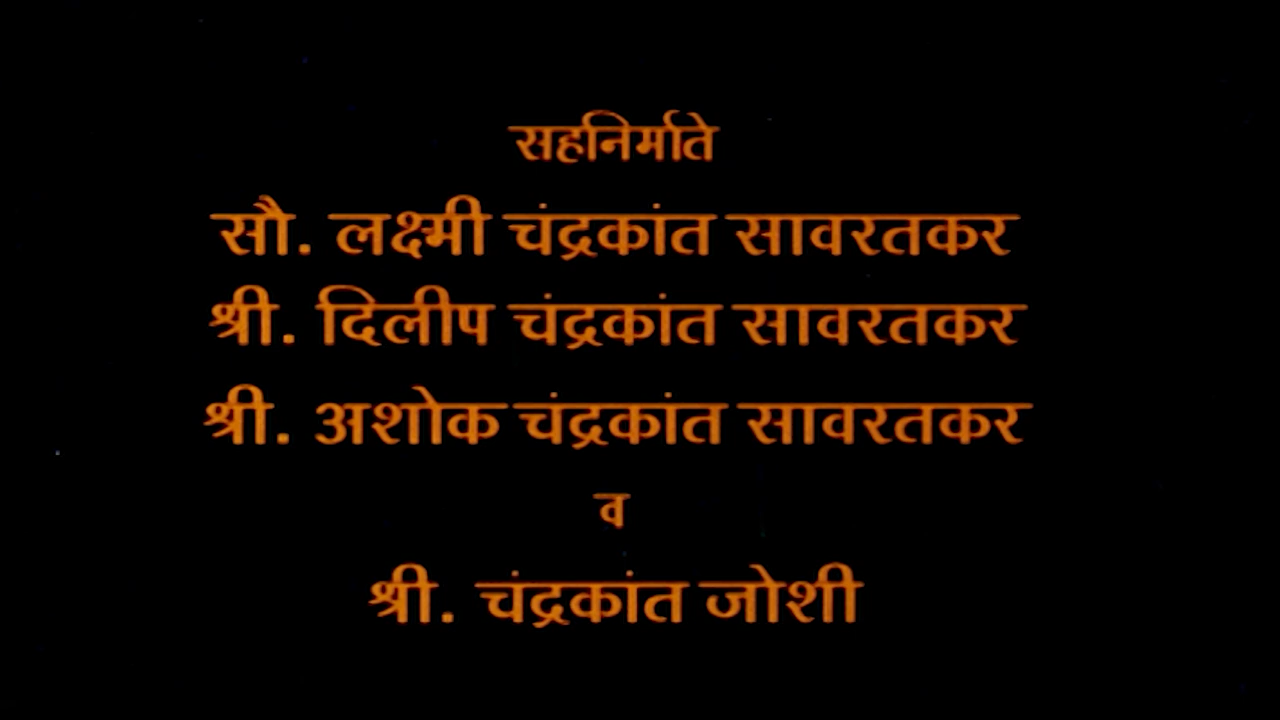 सहनिर्माते
सौ. लक्ष्मी चंद्रकांत सावरतकर
श्री. दिलीप चंद्रकांत सावरतकर
श्री. अशोक चंद्रकांत सावरतकर
व
श्री. चंद्रकांत जोशी